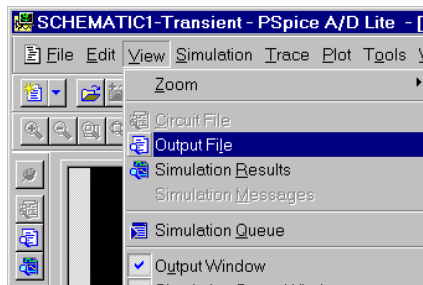 SCHEMATIC1-Transient - PSpice A/D Lite - [
File Edit View Simulation Trace Plot Tools
Zoom
Circuit File
Output File
Simulation Results
Simulation Messages
Simulation Queue
Output Window